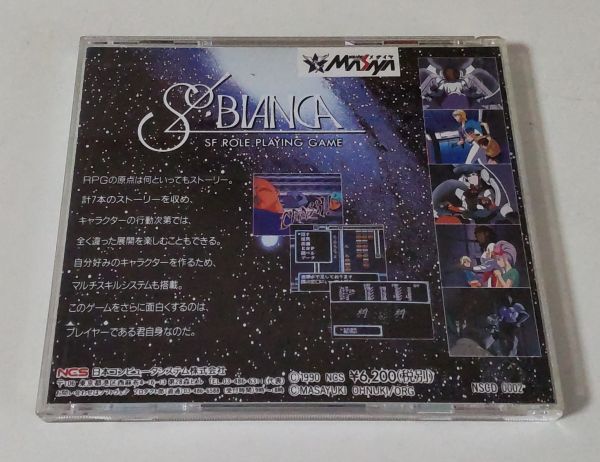 MASAYA
Sol BIANCA
SF ROLE PLAYING GAME
RPGの原点は何といってもストーリー。
計7本のストーリーを収め、
キャラクターの行動次第では、
全く違った展開を楽しむこともできる。
自分好みのキャラクターを作るため、
マルチスキルシステムも搭載。
このゲームをさらに面白くするのは、
プレイヤーである君自身なのだ。
NCS 日本コンピュータシステム株式会社
©1990 NCS ¥6,200(税別)
©MASAYUKI OHNUKI/ORG
NSCD 0002